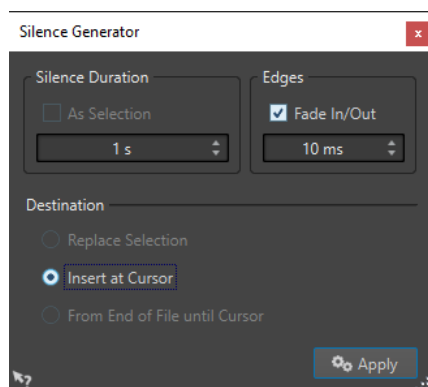 Silence Generator
x
Silence Duration
Edges
As Selection
Fade In/Out
1 s
10 ms
Destination
Replace Selection
Insert at Cursor
From End of File until Cursor
Apply
?